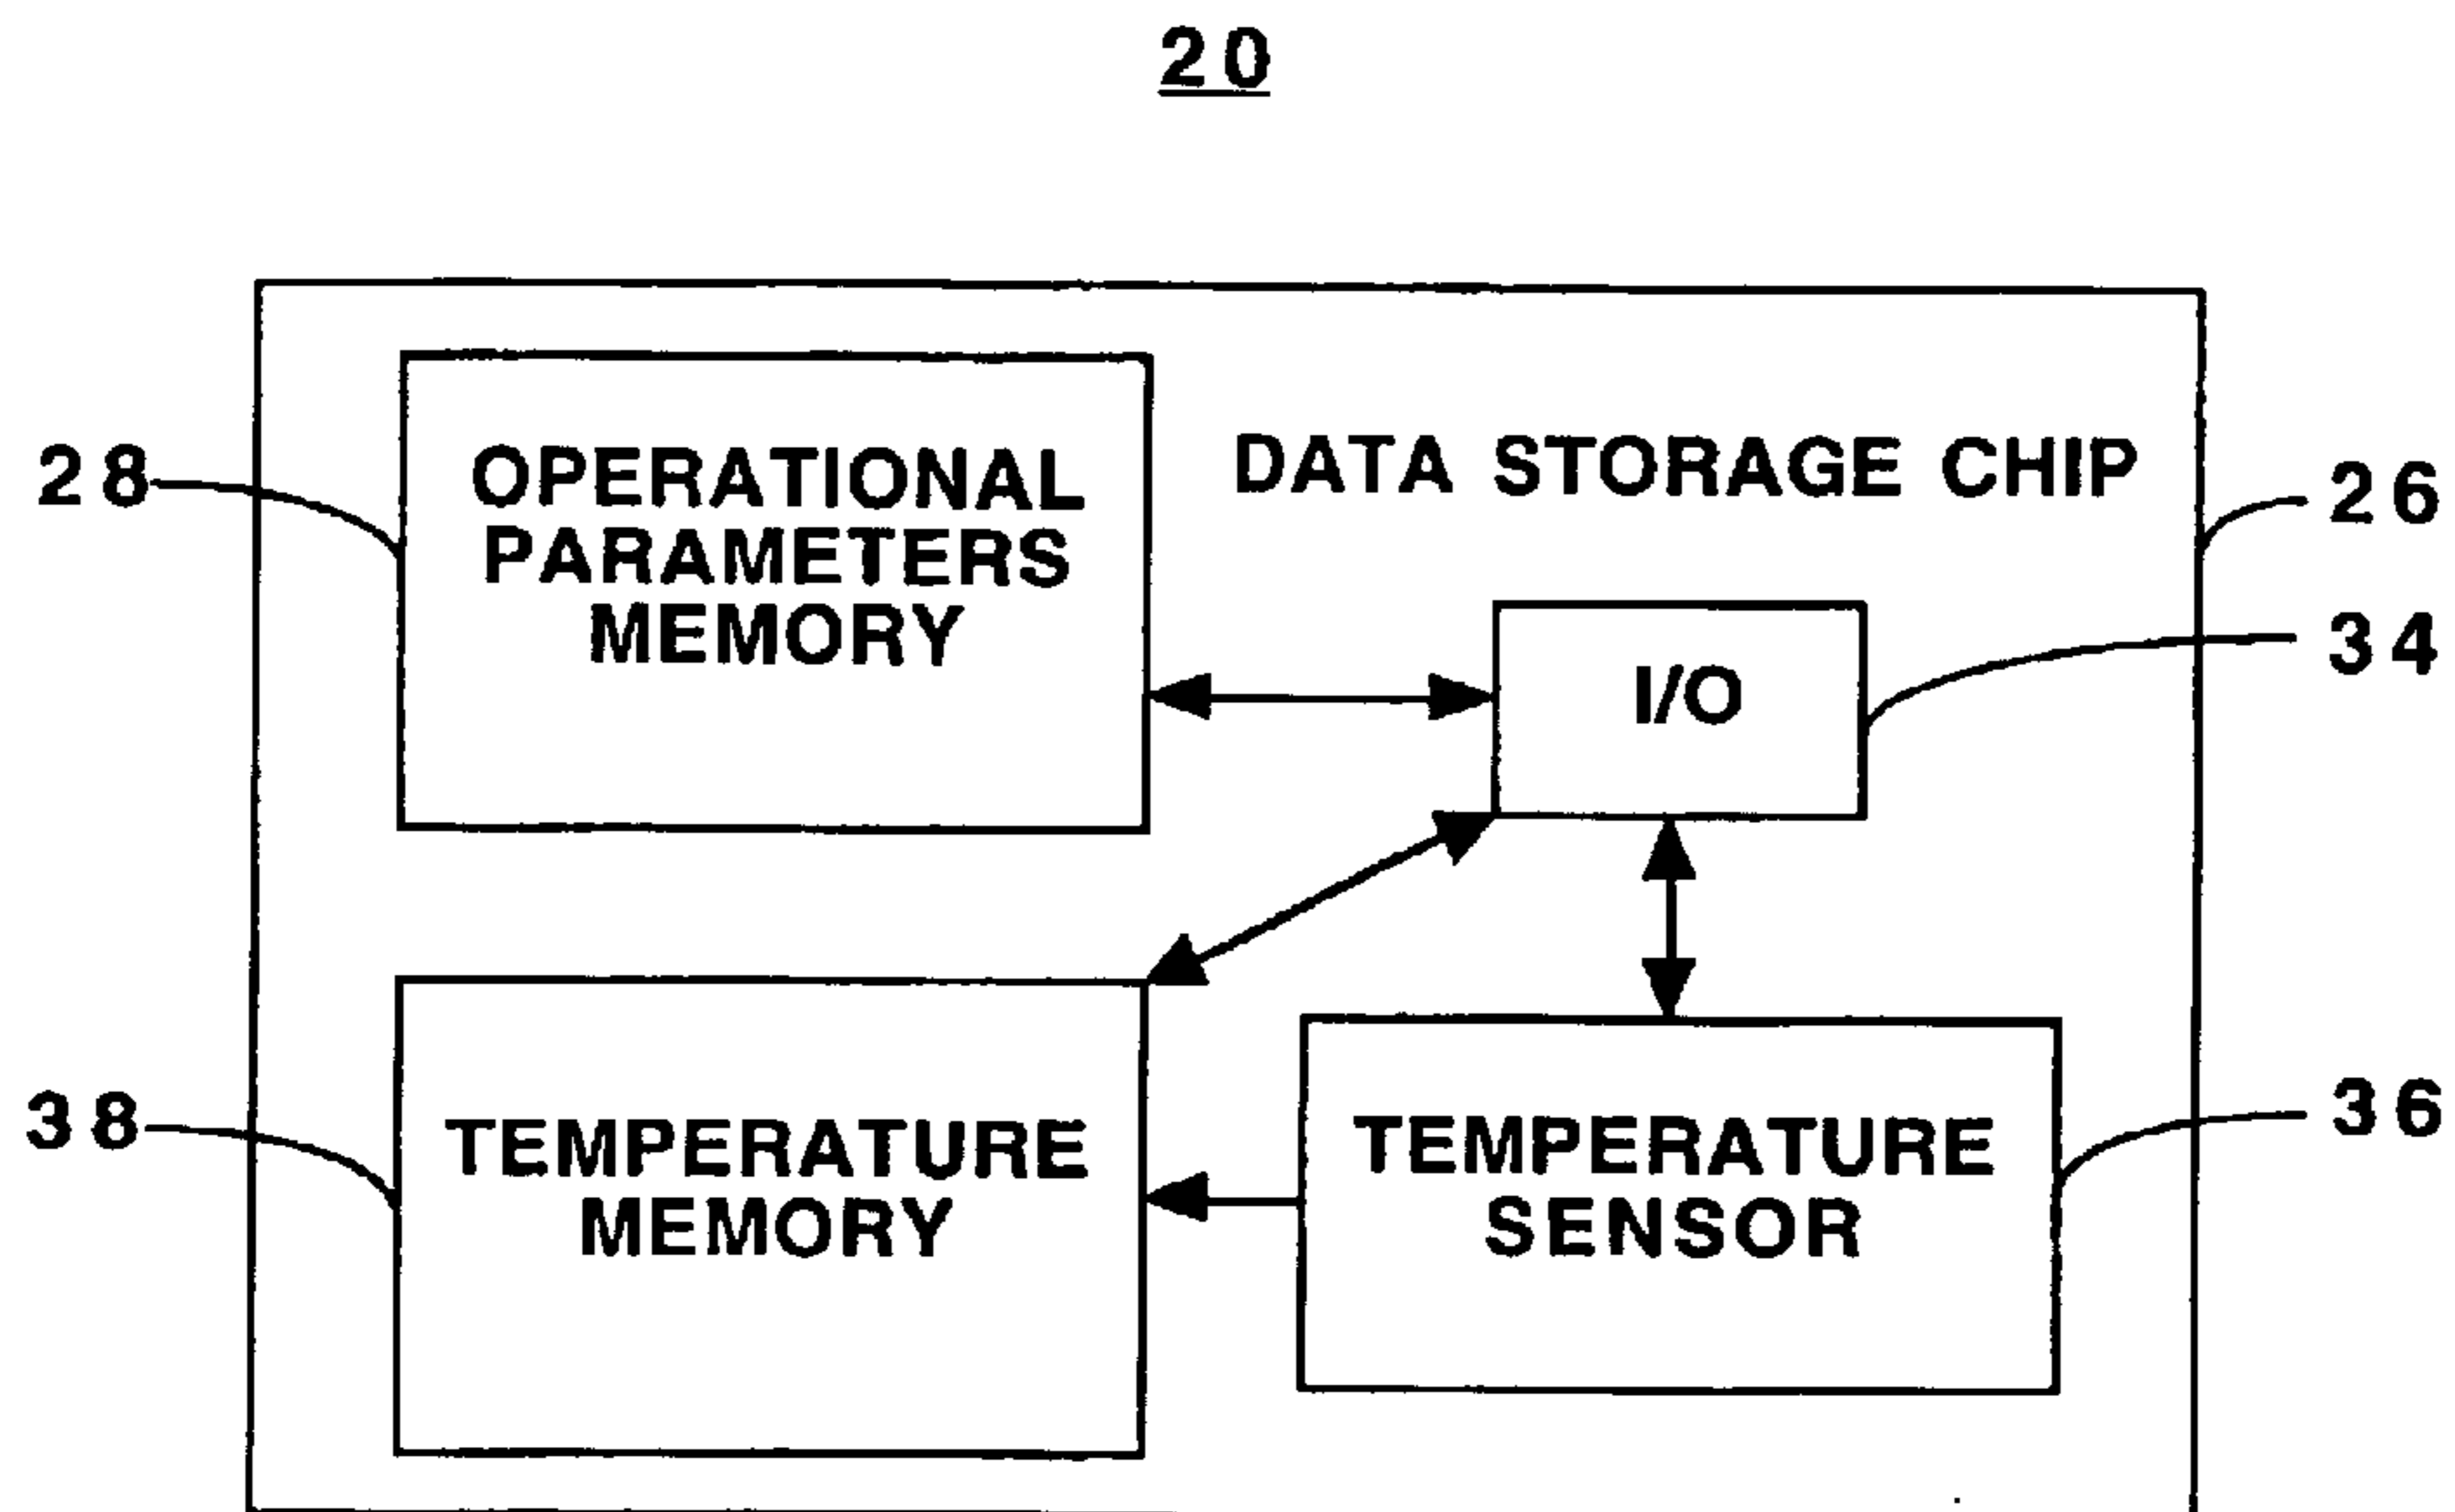 20
OPERATIONAL
PARAMETERS
MEMORY
DATA STORAGE CHIP
28
26
34
I/O
38
36
TEMPERATURE
MEMORY
TEMPERATURE
SENSOR